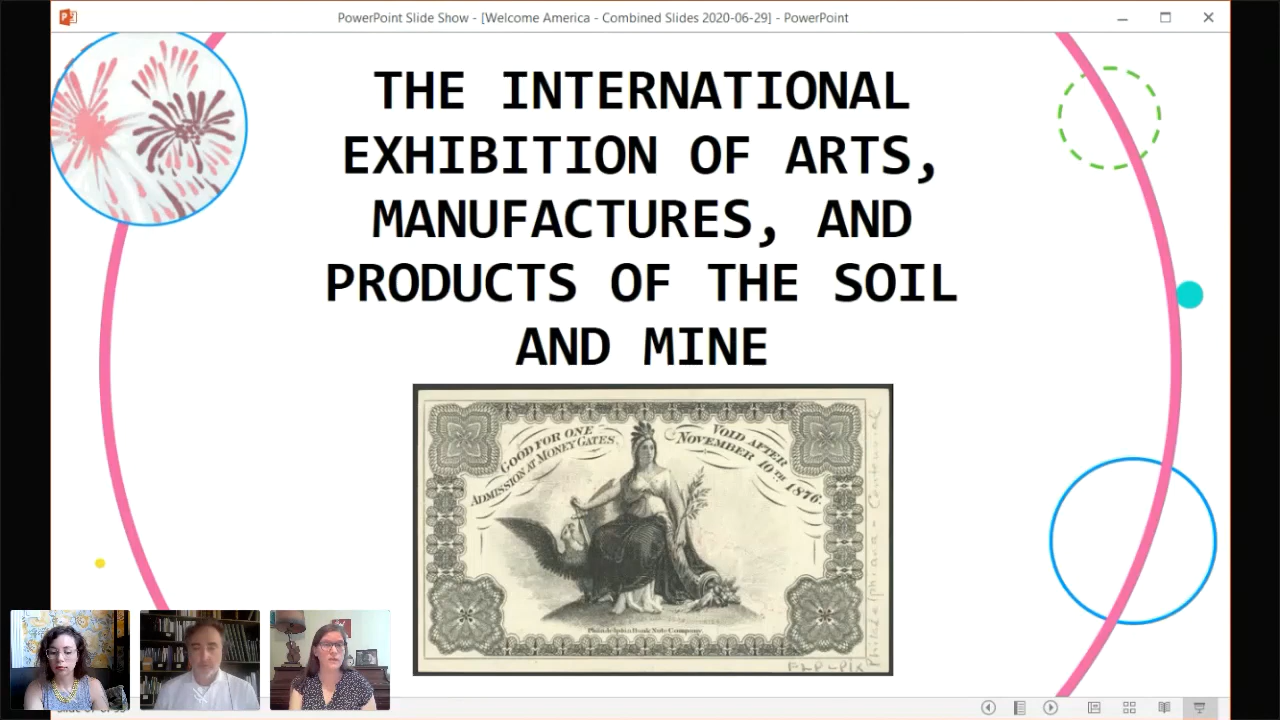 PowerPoint Slide Show - [Welcome America - Combined Slides 2020-06-29] - PowerPoint
THE INTERNATIONAL
EXHIBITION OF ARTS,
MANUFACTURES, AND
PRODUCTS OF THE SOIL
AND MINE
GOOD FOR ONE
ADMISSION AT MONEY GATES.
VOID AFTER
NOVEMBER 10TH 1876.
Philadelphia Bank Note Company.
Philadelphiana - Centennial